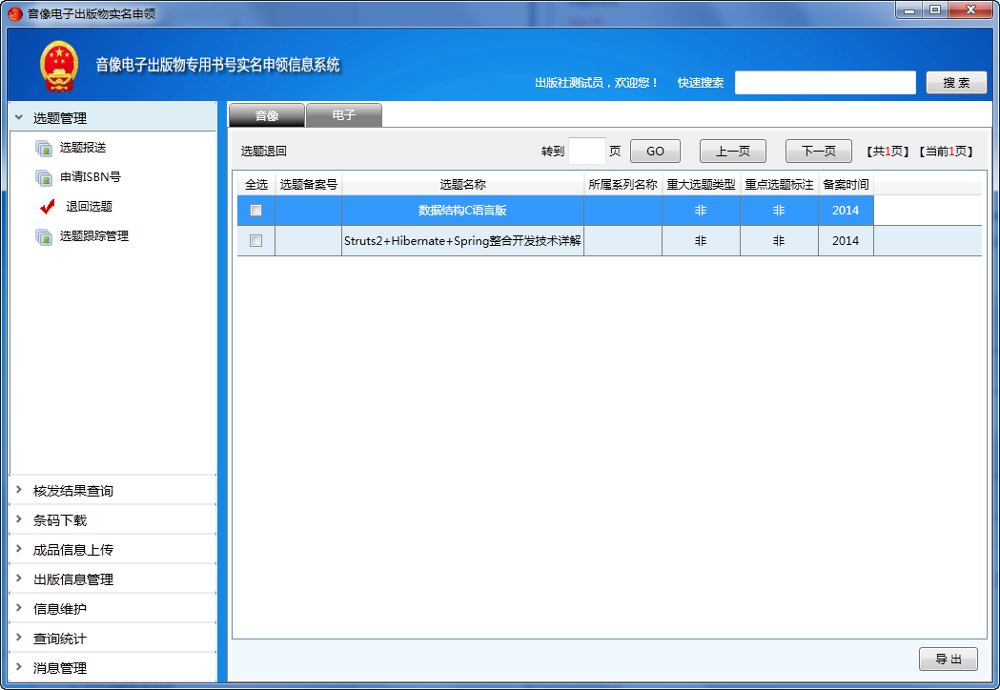 音像电子出版物实名申领
音像电子出版物专用书号实名申领信息系统
出版社测试员，欢迎您！ 快速搜索 搜 索
选题管理
选题报送
申请ISBN号
退回选题
选题跟踪管理
核发结果查询
条码下载
成品信息上传
出版信息管理
信息维护
查询统计
消息管理
音像 电子
选题退回 转到 页 GO 上一页 下一页 【共1页】【当前1页】
全选 选题备案号 选题名称 所属系列名称 重大选题类型 重点选题标注 备案时间
数据结构C语言版 非 非 2014
Struts2+Hibernate+Spring整合开发技术详解 非 非 2014
导 出